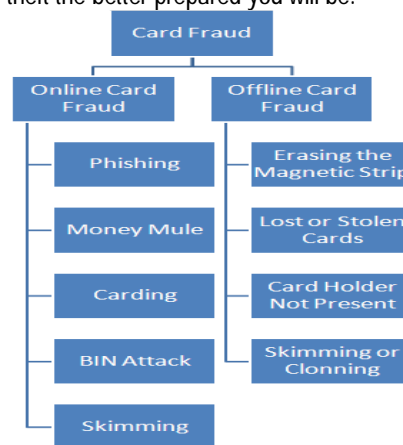 theft the better prepared you will be.
Card Fraud
Online Card
Fraud
Offline Card
Fraud
Phishing
Erasing the
Magnetic Strip
Money Mule
Lost or Stolen
Cards
Carding
Card Holder
Not Present
BIN Attack
Skimming or
Clonning
Skimming